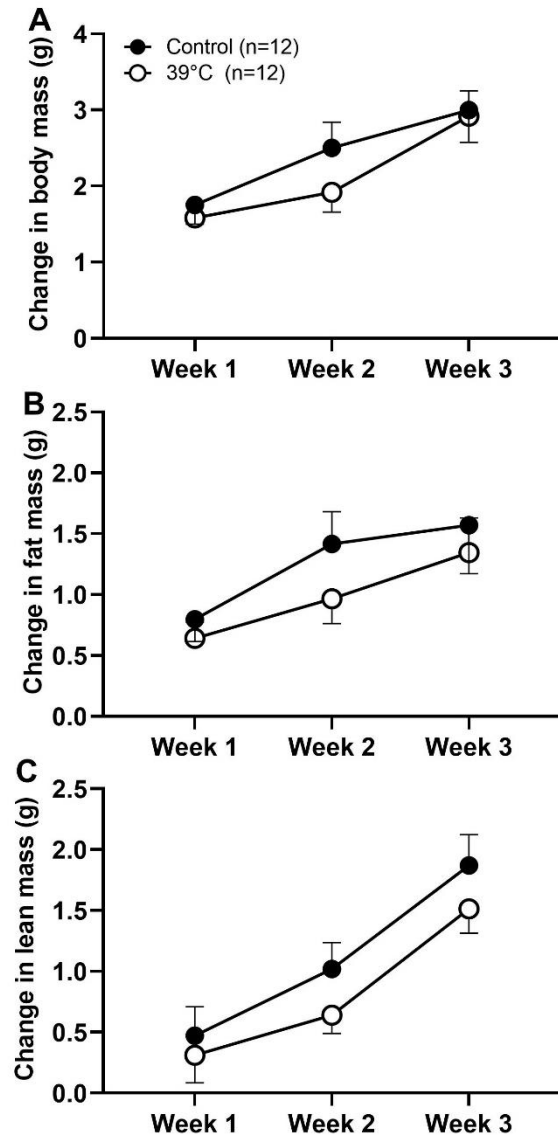 A
Change in body mass (g)
4
3
2
1
0
Control (n=12)
39°C (n=12)
Week 1 Week 2 Week 3
B
Change in fat mass (g)
2.5
2.0
1.5
1.0
0.5
0.0
Week 1 Week 2 Week 3
C
Change in lean mass (g)
2.5
2.0
1.5
1.0
0.5
0.0
Week 1 Week 2 Week 3